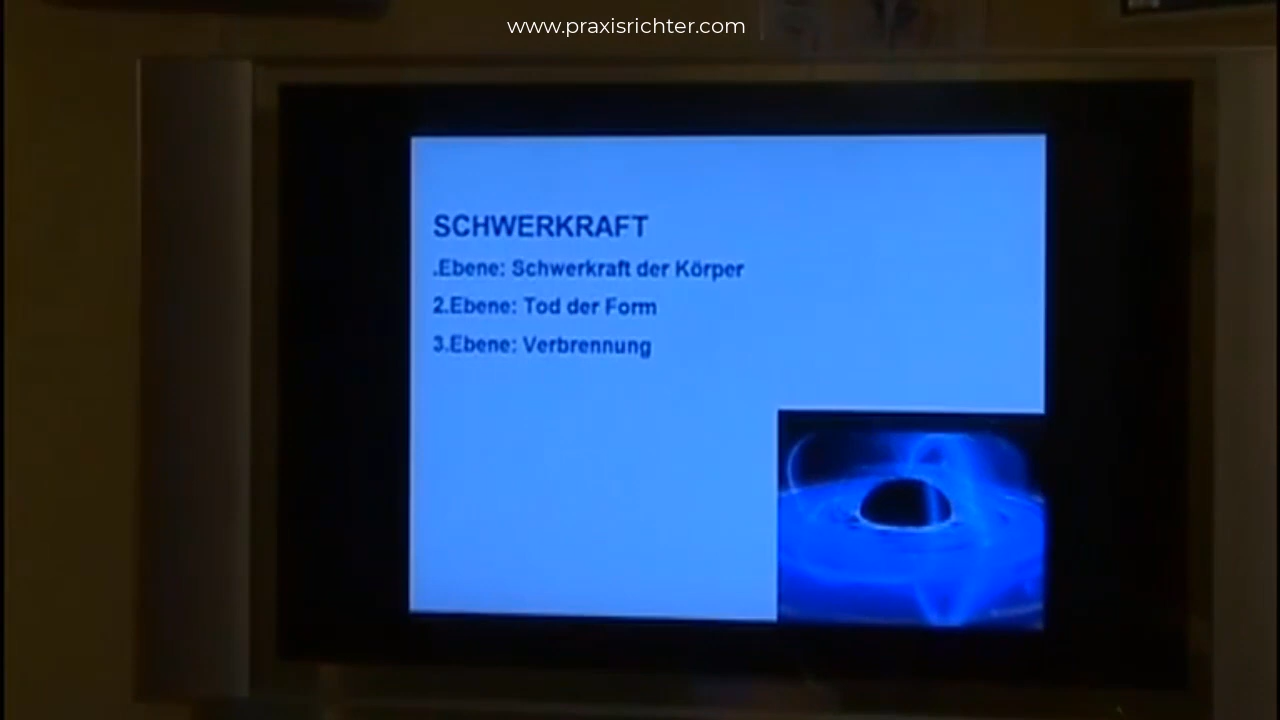 www.praxisrichter.com
SCHWERKRAFT
.Ebene: Schwerkraft der Körper
2.Ebene: Tod der Form
3.Ebene: Verbrennung